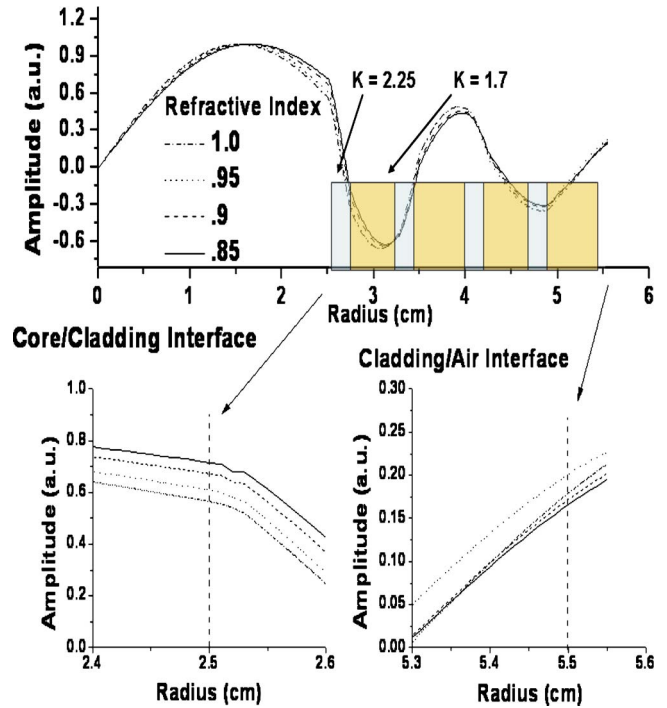 Amplitude (a.u.)
1.2
0.9
0.6
0.3
0.0
-0.3
-0.6
K = 2.25
K = 1.7
Refractive Index
1.0
.95
.9
.85
0 1 2 3 4 5 6
Radius (cm)
Core/Cladding Interface
Amplitude (a.u.)
1.0
0.8
0.6
0.4
0.2
0.0
2.4 2.5 2.6
Radius (cm)
Cladding/Air Interface
Amplitude (a.u.)
0.30
0.25
0.20
0.15
0.10
0.05
0.00
5.3 5.4 5.5 5.6
Radius (cm)